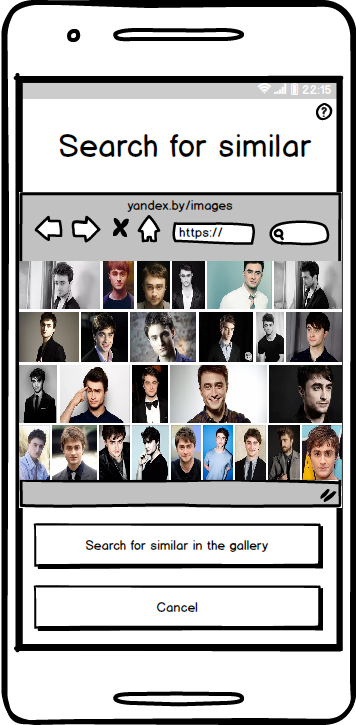 22:15
?
Search for similar
yandex.by/images
https://
Search for similar in the gallery
Cancel